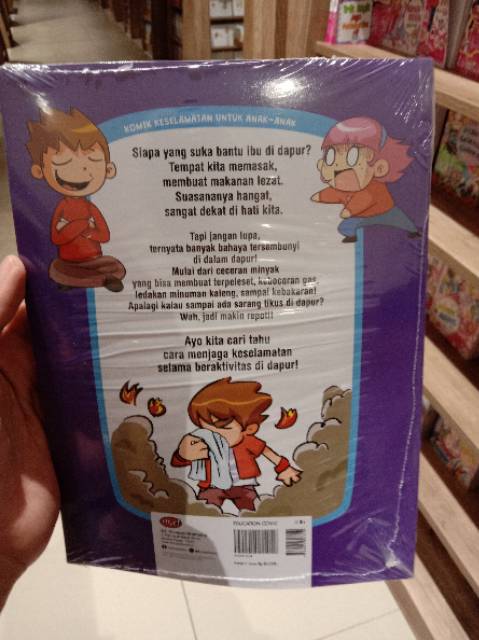 KOMIK KESELAMATAN UNTUK ANAK-ANAK
Siapa yang suka bantu ibu di dapur?
Tempat kita memasak,
membuat makanan lezat.
Suasananya hangat,
sangat dekat di hati kita.
Tapi jangan lupa,
ternyata banyak bahaya tersembunyi
di dalam dapur!
Mulai dari ceceran minyak
yang bisa membuat terpeleset, kebocoran gas,
ledakan minuman kaleng, sampai kebakaran!
Apalagi kalau sampai ada sarang tikus di dapur?
Wah, jadi makin repot!!
Ayo kita cari tahu
cara menjaga keselamatan
selama beraktivitas di dapur!
EDUCATION COMIC